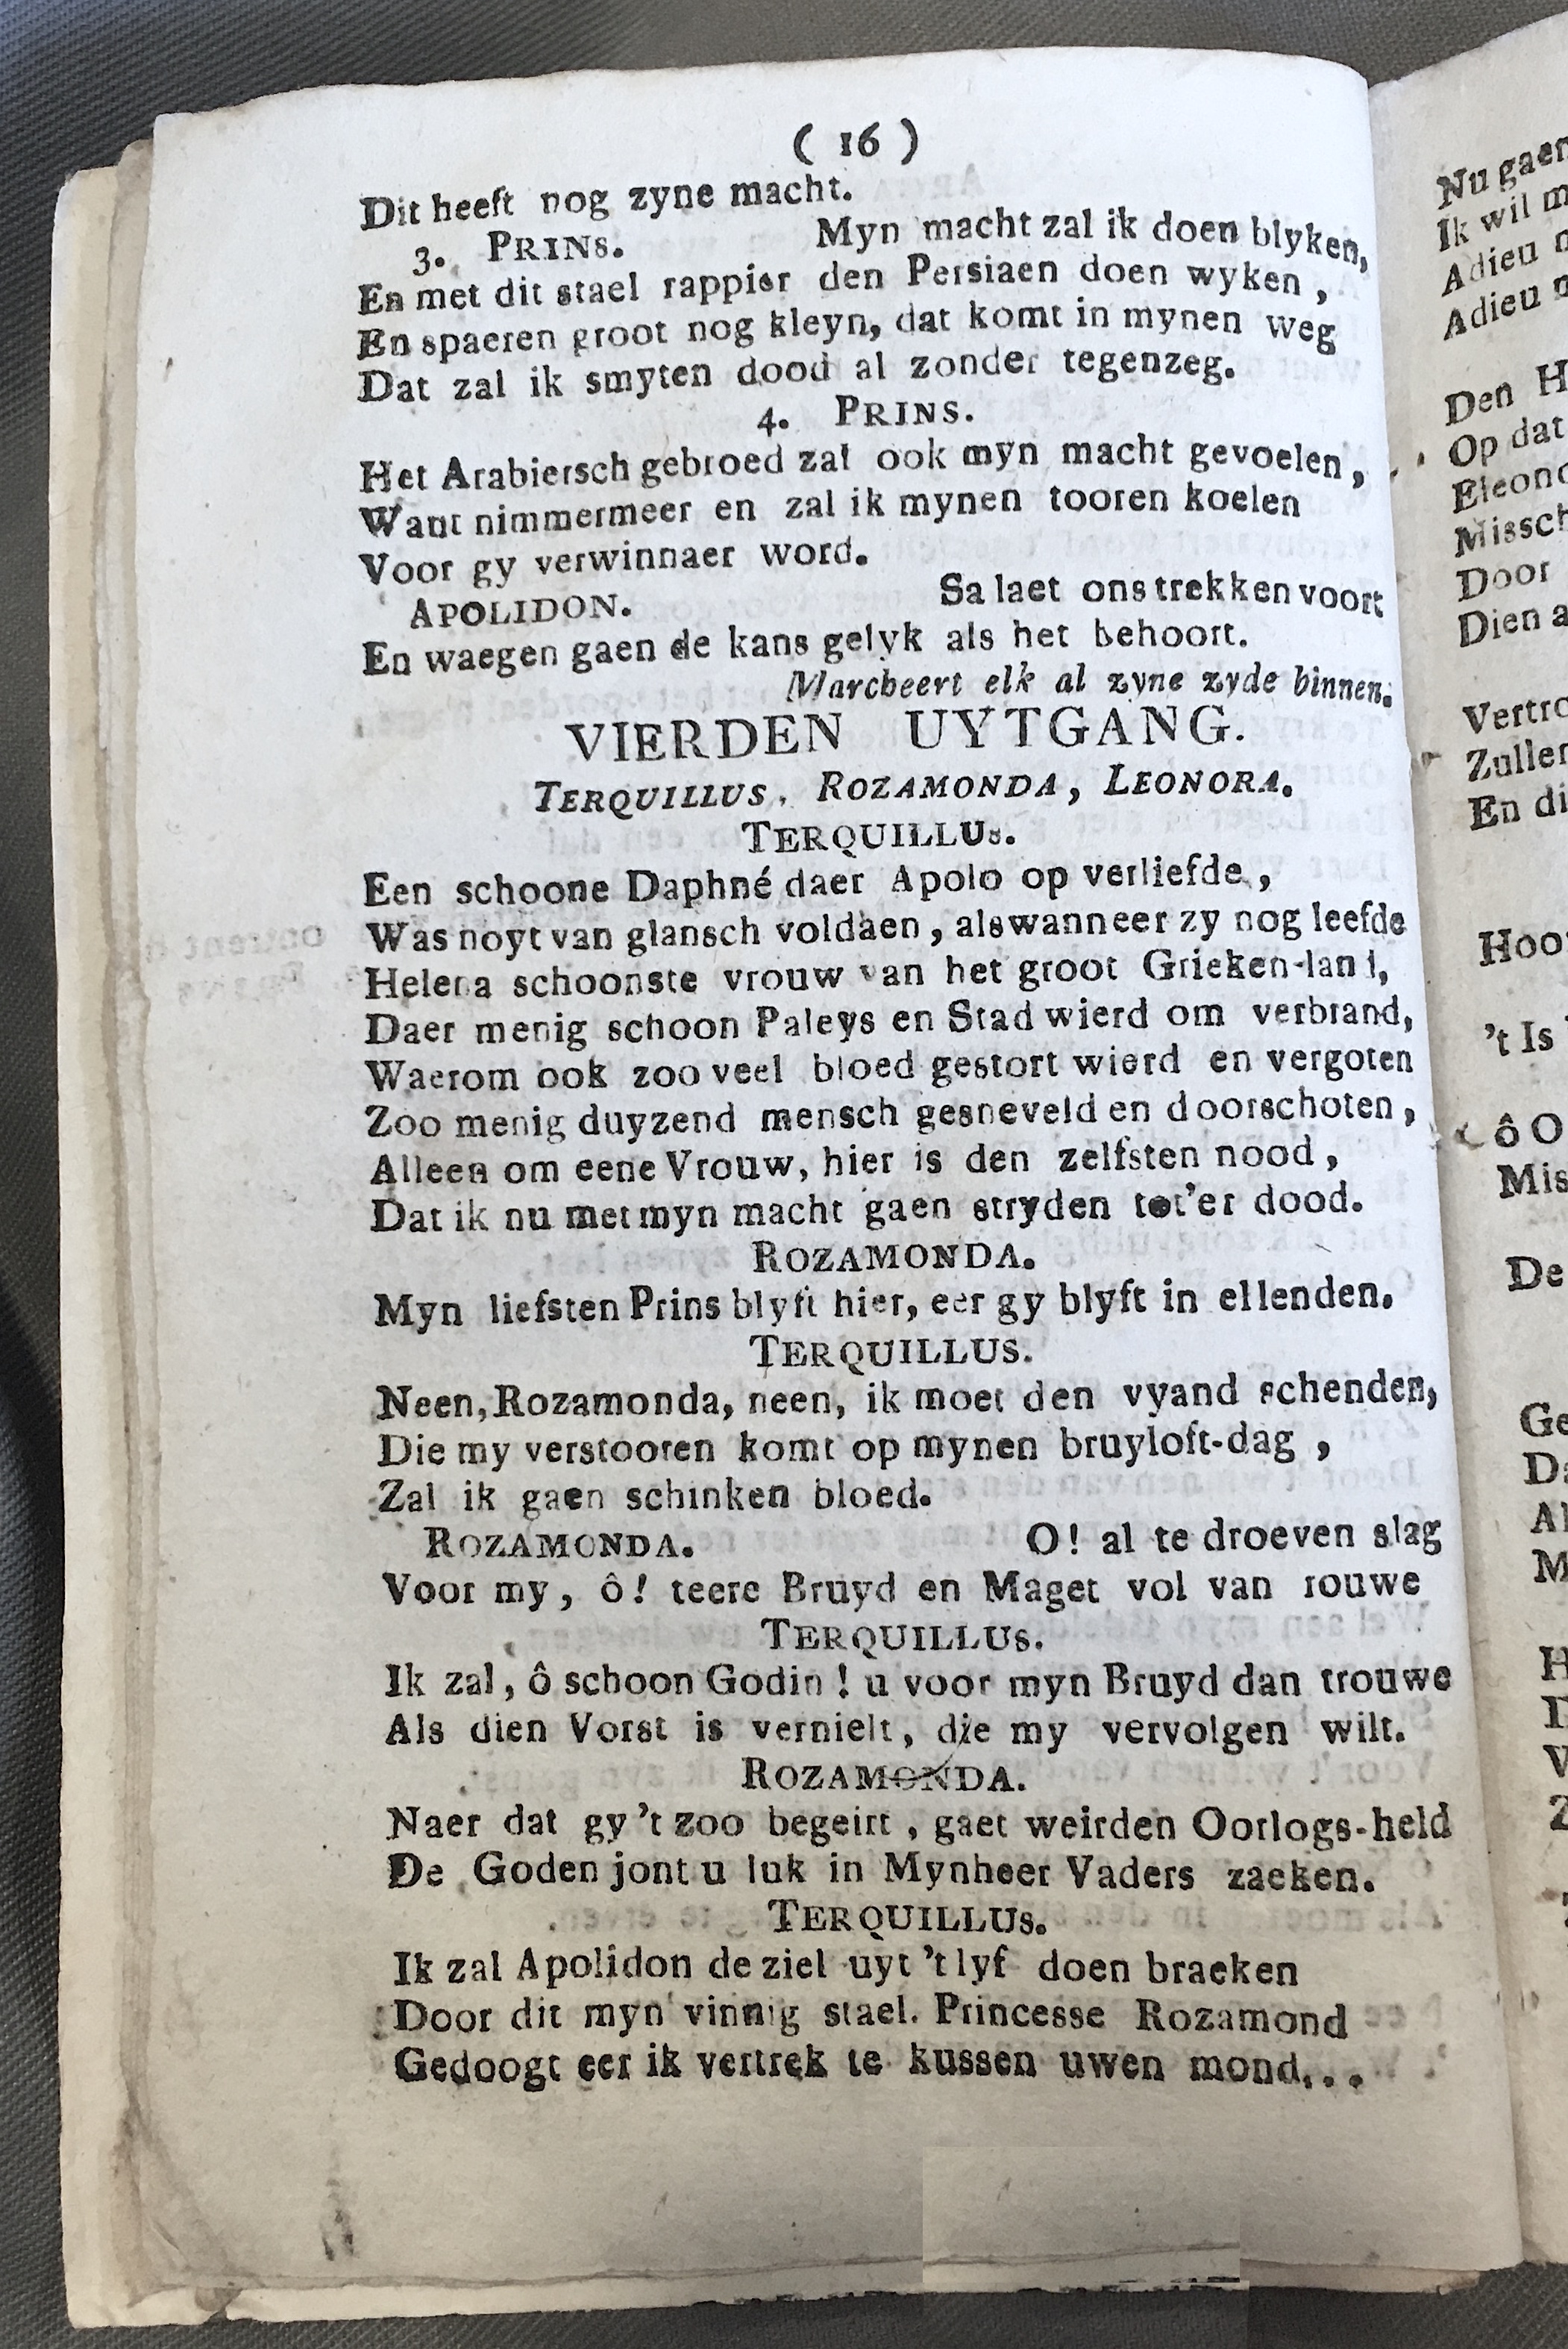 ( 16 )
Dit heeft nog zyne macht.
3. PRINS. Myn macht zal ik doen blyken,
En met dit stael rappier den Persiaen doen wyken,
En spaeren groot nog kleyn, dat komt in mynen weg
Dat zal ik smyten dood al zonder tegenzeg.
4. PRINS.
Het Arabiersch gebroed zal ook myn macht gevoelen,
Want nimmermeer en zal ik mynen tooren koelen
Voor gy verwinnaer word.
APOLIDON. Sa laet ons trekken voort
En waegen gaen de kans gelyk als het behoort.
Marcheert elk al zyne zyde binnen.
VIERDEN UYTGANG.
TERQUILLUS, ROZAMONDA, LEONORA.
TERQUILLUS.
Een schoone Daphné daer Apolo op verliefde,
Was noyt van glansch voldaen, als wanneer zy nog leefde
Helena schoonste vrouw van het groot Grieken-land,
Daer menig schoon Paleys en Stad wierd om verbrand,
Waerom ook zoo veel bloed gestort wierd en vergoten
Zoo menig duyzend mensch gesneveld en doorschoten,
Alleen om eene Vrouw, hier is den zelfsten nood,
Dat ik nu met myn macht gaen stryden tot'er dood.
ROZAMONDA.
Myn liefsten Prins blyft hier, eer gy blyft in ellenden.
TERQUILLUS.
Neen, Rozamonda, neen, ik moet den vyand schenden,
Die my verstooren komt op mynen bruyloft-dag,
Zal ik gaen schinken bloed.
ROZAMONDA. O! al te droeven slag
Voor my, ô! teere Bruyd en Maget vol van rouwe
TERQUILLUS.
Ik zal, ô schoon Godin! u voor myn Bruyd dan trouwe
Als dien Vorst is vernielt, die my vervolgen wilt.
ROZAMONDA.
Naer dat gy 't zoo begeirt, gaet weirden Oorlogs-held
De Goden jont u luk in Mynheer Vaders zaeken.
TERQUILLUS.
Ik zal Apolidon de ziel uyt 't lyf doen braeken
Door dit myn vinnig stael. Princesse Rozamond
Gedoogt eer ik vertrek te kussen uwen mond...
Nu gaen
Ik wil
Adieu
Adieu
Den
Op dat
Door
Dien
Zullen
En
't Is
ô
De